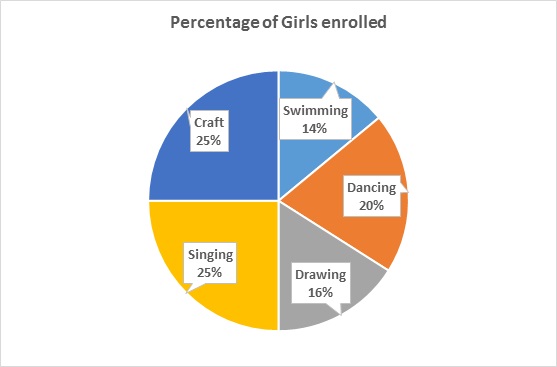 Percentage of Girls enrolled
Swimming
14%
Dancing
20%
Drawing
16%
Singing
25%
Craft
25%